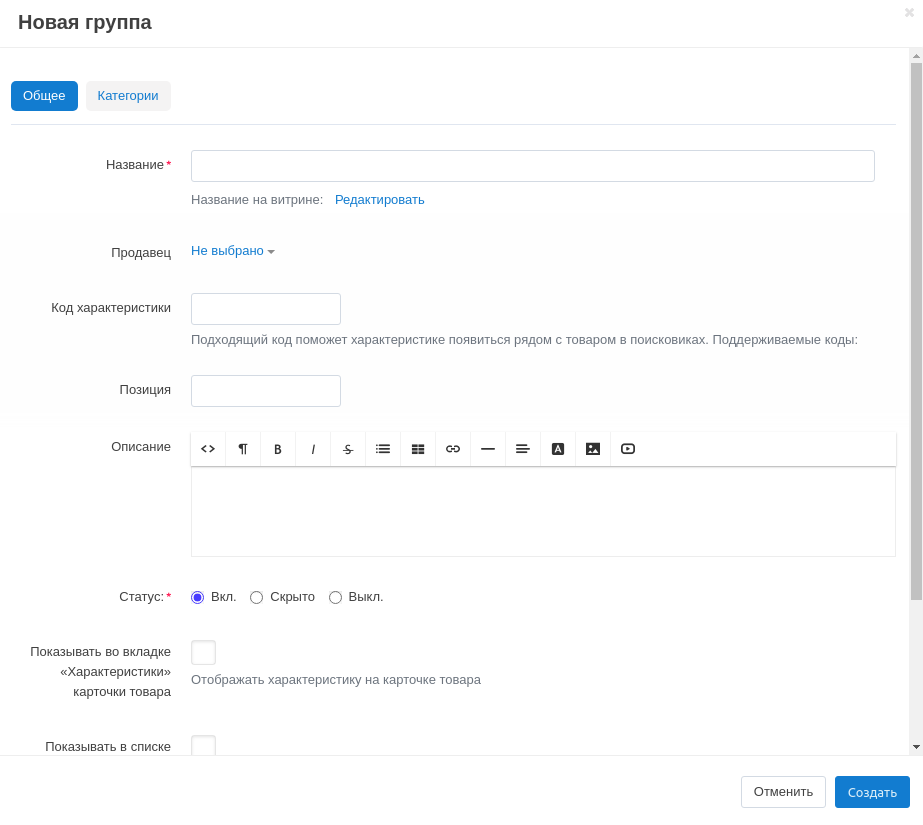 Новая группа
Общее Категории
Название*
Название на витрине: Редактировать
Продавец Не выбрано
Код характеристики
Подходящий код поможет характеристике появиться рядом с товаром в поисковиках. Поддерживаемые коды:
Позиция
Описание
Статус:* Вкл. Скрыто Выкл.
Показывать во вкладке
«Характеристики»
карточки товара
Отображать характеристику на карточке товара
Показывать в списке
Отменить Создать